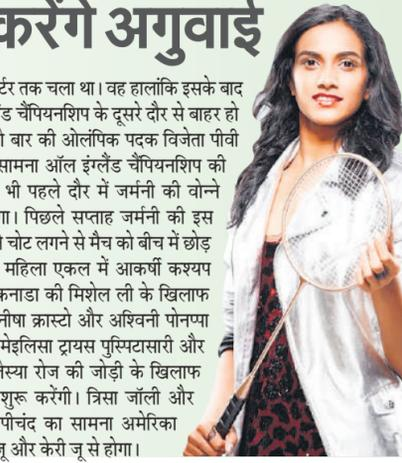 करेंगे अगुवाई
र्टर तक चला था। वह हालांकि इसके बाद
ंड चैंपियनशिप के दूसरे दौर से बाहर हो
बार की ओलंपिक पदक विजेता पीवी
सामना ऑल इंग्लैंड चैंपियनशिप की
भी पहले दौर में जर्मनी की वोन्ने
गा। पिछले सप्ताह जर्मनी की इस
चोट लगने से मैच को बीच में छोड़
महिला एकल में आकर्षी कश्यप
कनाडा की मिशेल ली के खिलाफ
नीषा क्रास्टो और अश्विनी पोनप्पा
मेइलिसा ट्रायस पुस्पिटासारी और
स्या रोज की जोड़ी के खिलाफ
शुरू करेंगी। त्रिसा जॉली और
पीचंद का सामना अमेरिका
जू और केरी जू से होगा।